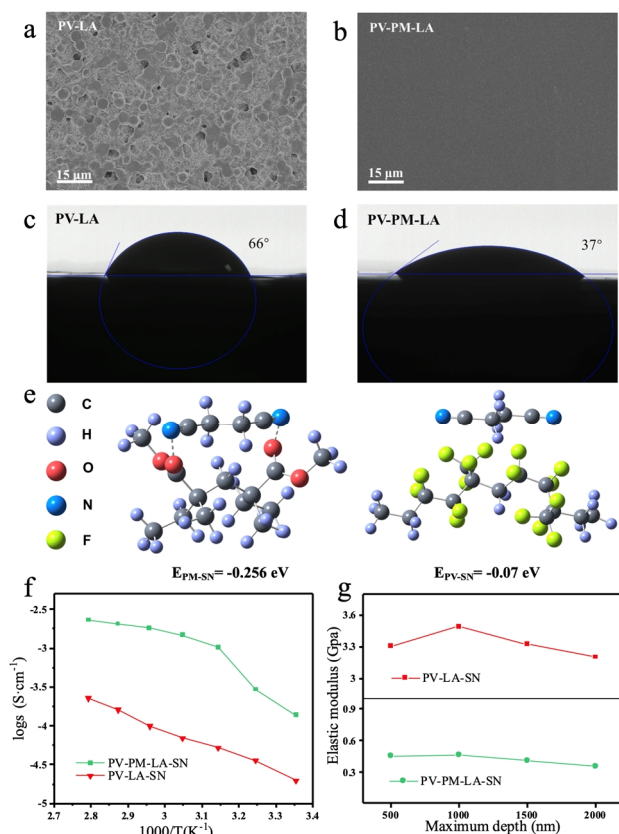 a
PV-LA
15 μm
b
PV-PM-LA
15 μm
c
PV-LA
66°
d
PV-PM-LA
37°
e
C
H
O
N
F
E_PM-SN= -0.256 eV
E_PV-SN= -0.07 eV
f
logs (S·cm⁻¹)
-2.5
-3
-3.5
-4
-4.5
-5
PV-PM-LA-SN
PV-LA-SN
2.8 2.9 3 3.1 3.2 3.3 3.4
1000/T(K⁻¹)
g
Elastic modulus (Gpa)
3.6
3.3
3
0.9
0.6
0.3
PV-LA-SN
PV-PM-LA-SN
500 1000 1500 2000
Maximum depth (nm)